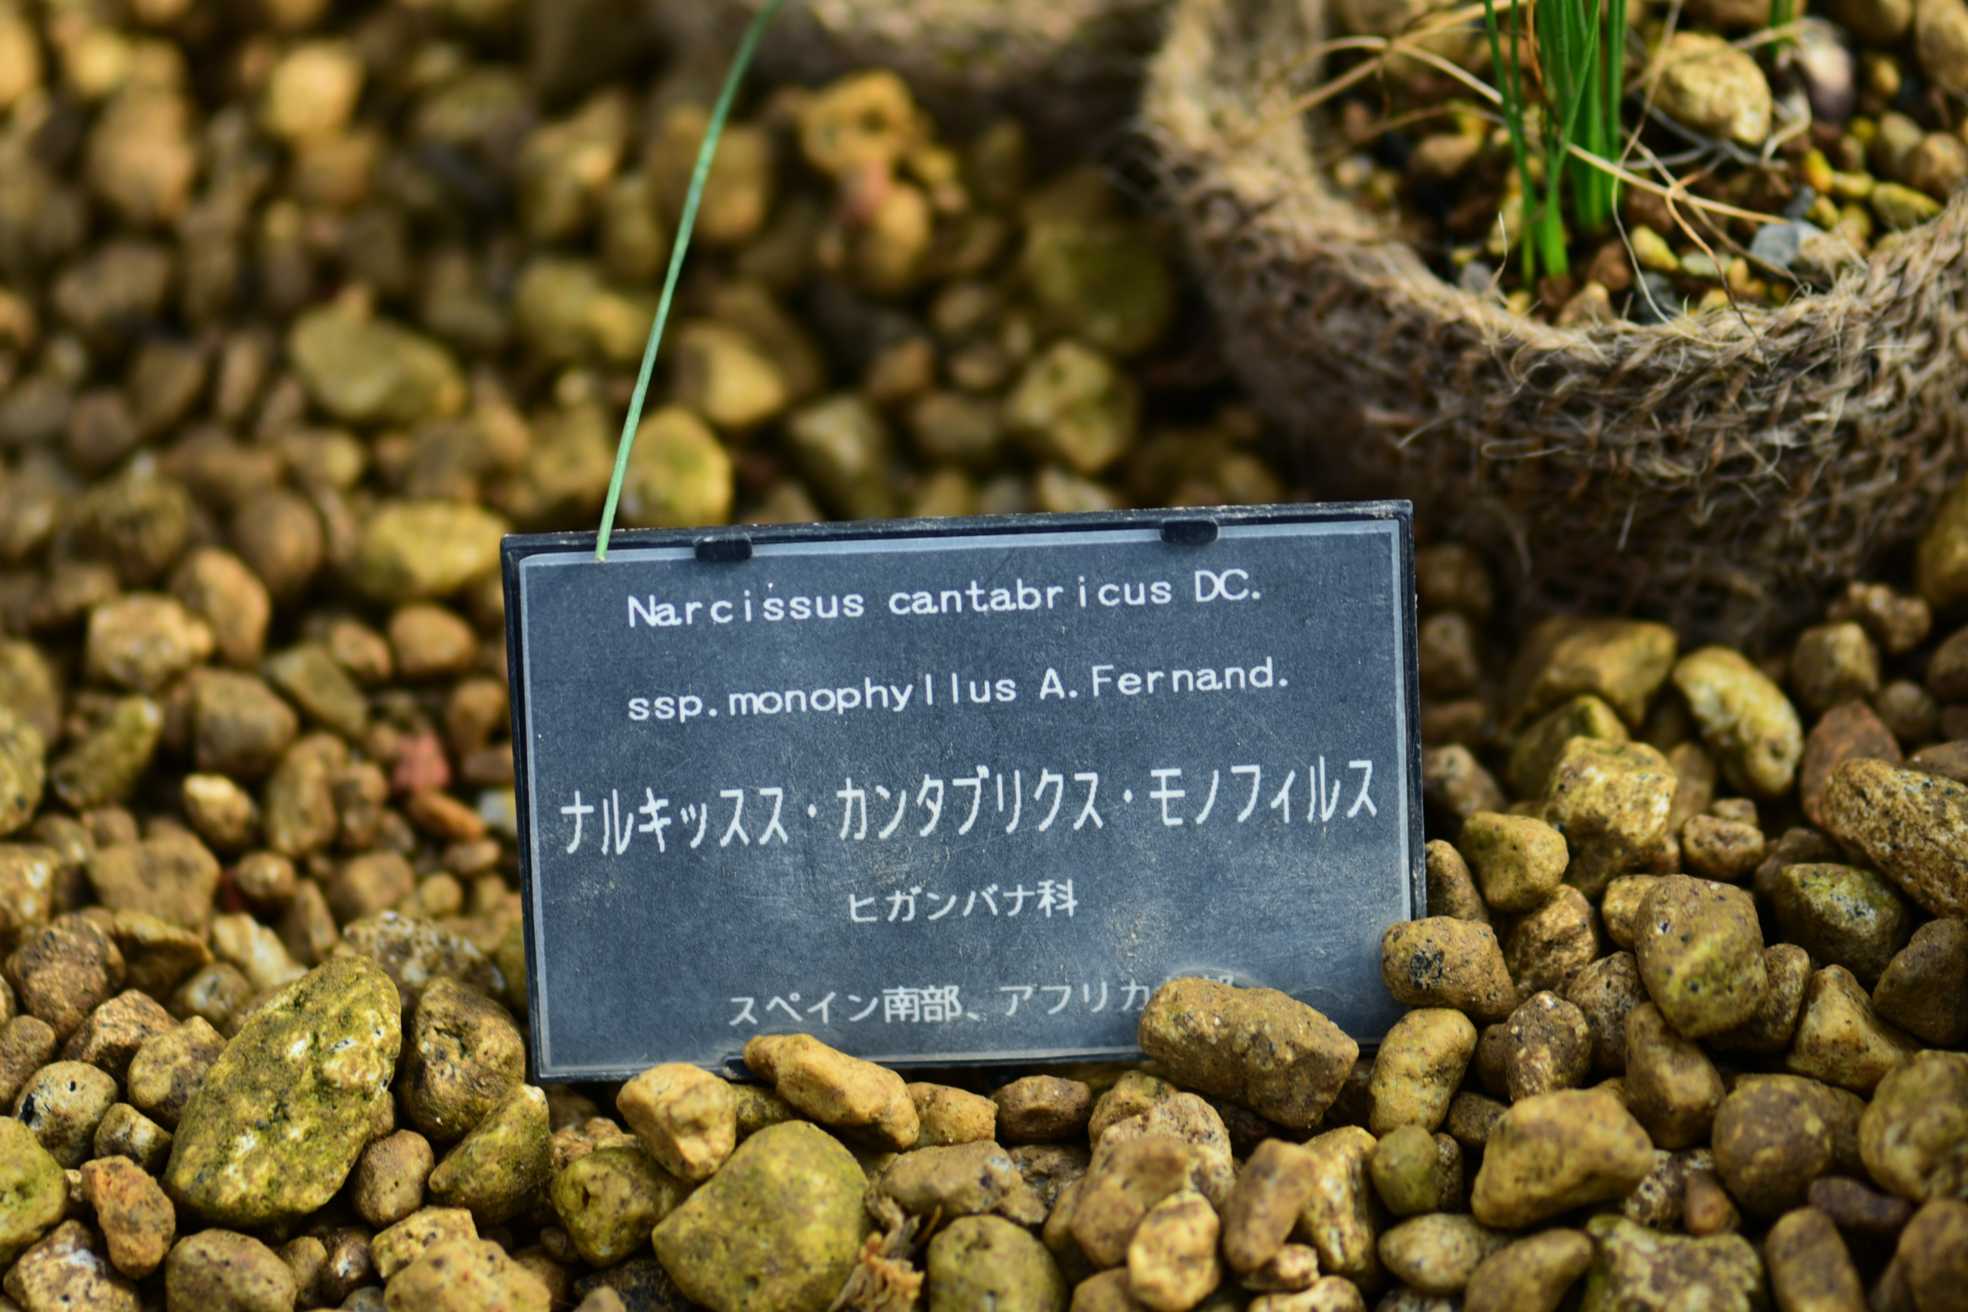 Narcissus cantabricus DC.
ssp.monophyllus A.Fernand.
ナルキッスス・カンタブリクス・モノフィルス
ヒガンバナ科
スペイン南部、アフリカ